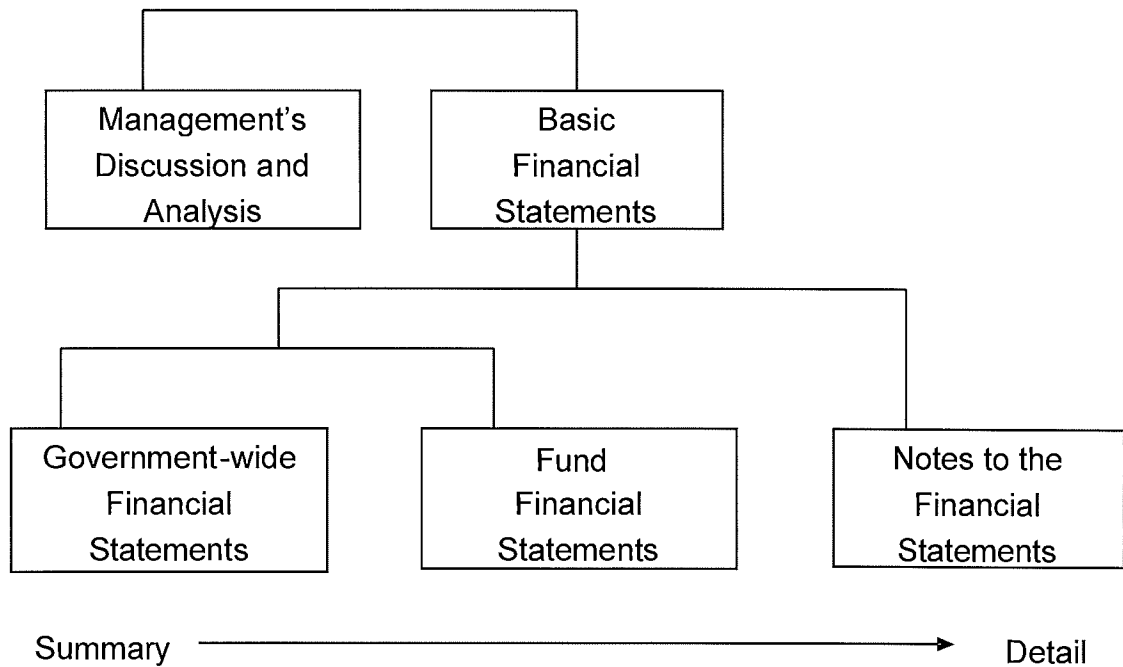 Management's
Discussion and
Analysis
Basic
Financial
Statements
Government-wide
Financial
Statements
Fund
Financial
Statements
Notes to the
Financial
Statements
Summary
Detail